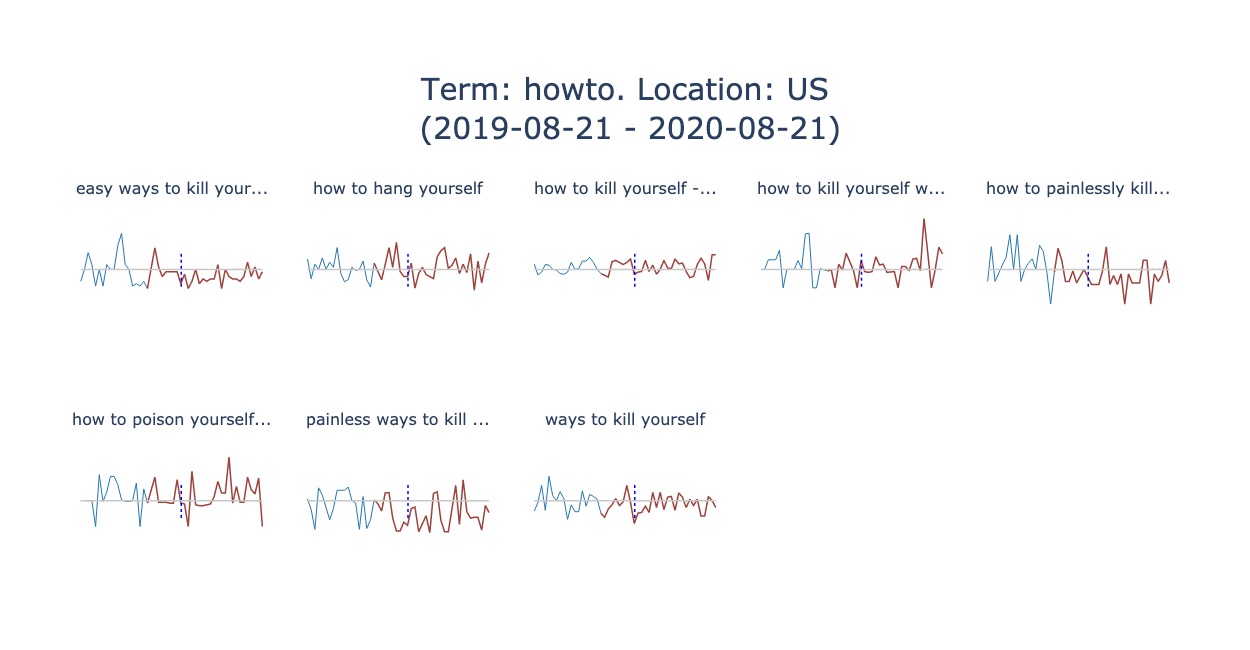 Term: howto. Location: US
(2019-08-21 - 2020-08-21)
easy ways to kill your...
how to hang yourself
how to kill yourself -...
how to kill yourself w...
how to painlessly kill...
how to poison yourself...
painless ways to kill ...
ways to kill yourself